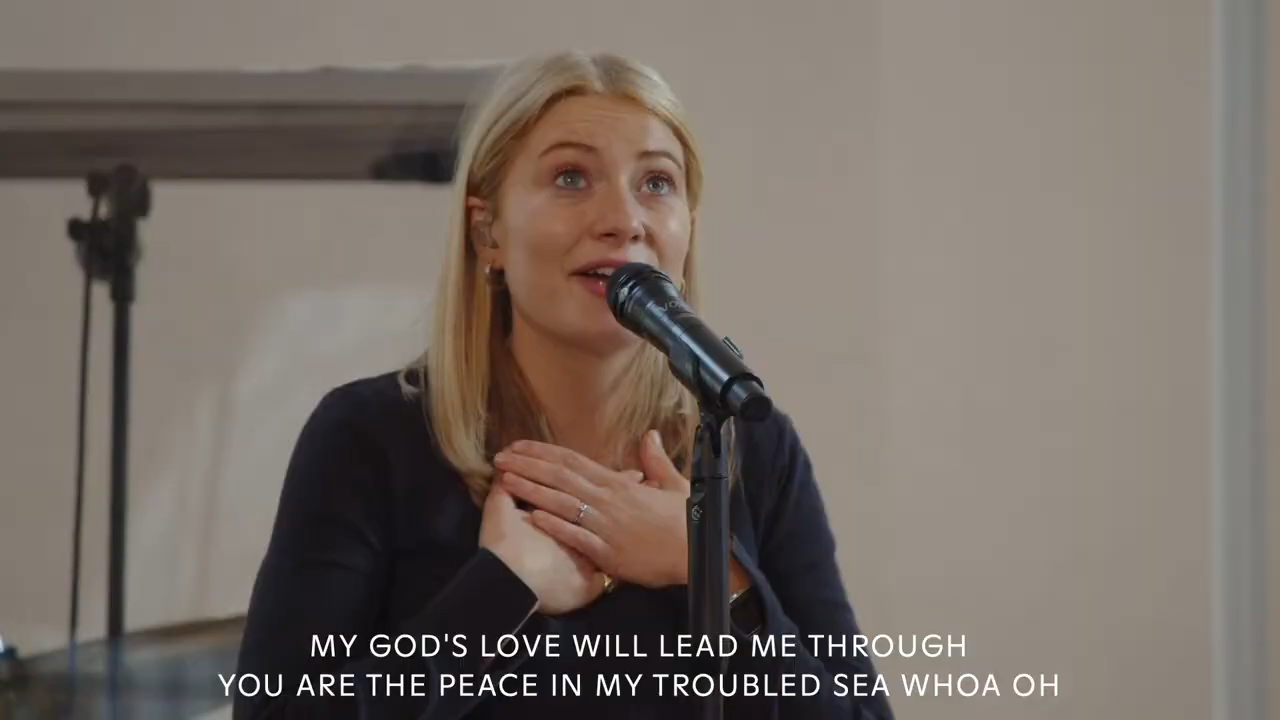 MY GOD'S LOVE WILL LEAD ME THROUGH
YOU ARE THE PEACE IN MY TROUBLED SEA WHOA OH